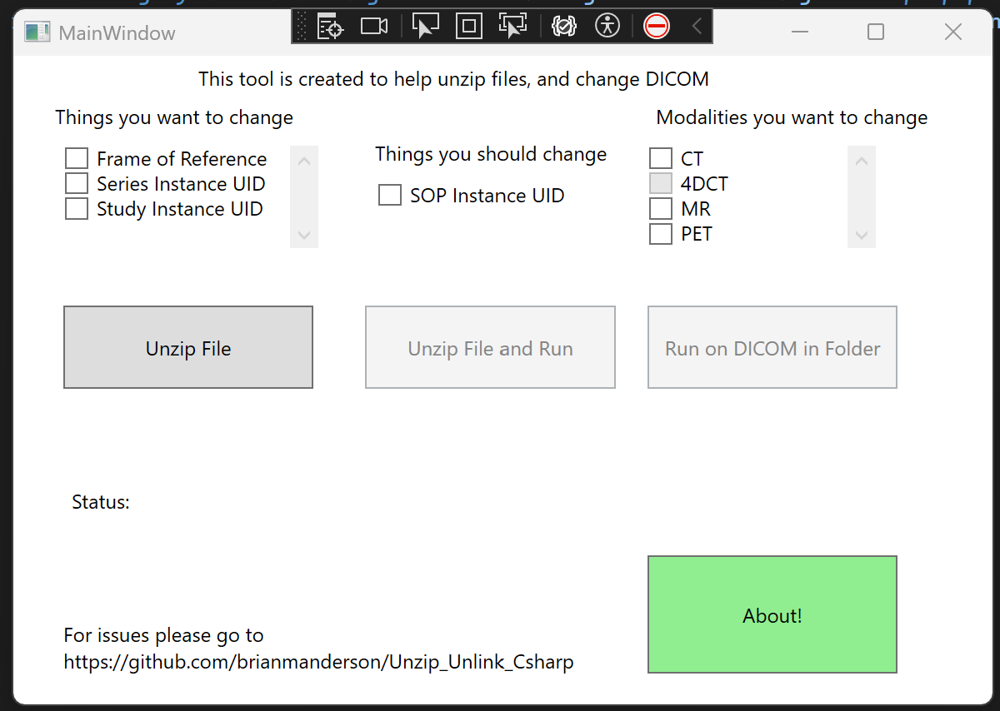 MainWindow
This tool is created to help unzip files, and change DICOM
Things you want to change
Frame of Reference
Series Instance UID
Study Instance UID
Things you should change
SOP Instance UID
Modalities you want to change
CT
4DCT
MR
PET
Unzip File
Unzip File and Run
Run on DICOM in Folder
Status:
About!
For issues please go to
https://github.com/brianmanderson/Unzip_Unlink_Csharp